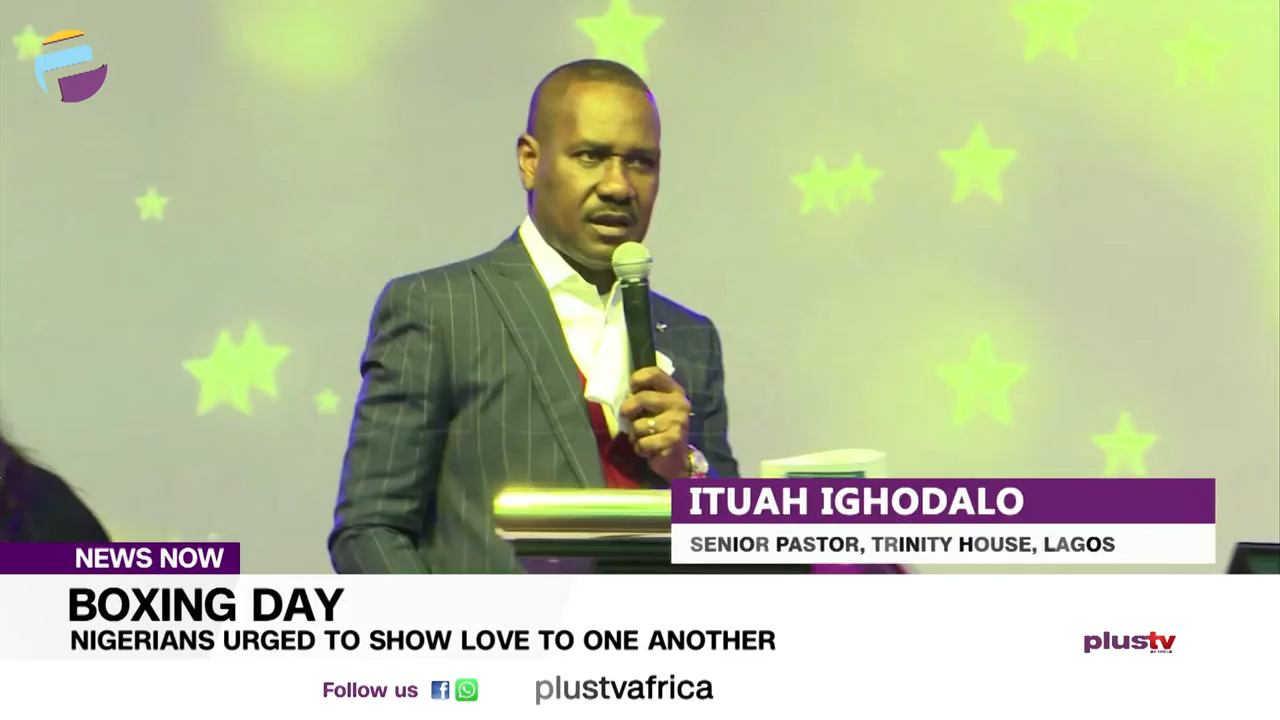 ITUAH IGHODALO
SENIOR PASTOR, TRINITY HOUSE, LAGOS
NEWS NOW
BOXING DAY
NIGERIANS URGED TO SHOW LOVE TO ONE ANOTHER
plustv
AFRICA
Follow us
plustvafrica